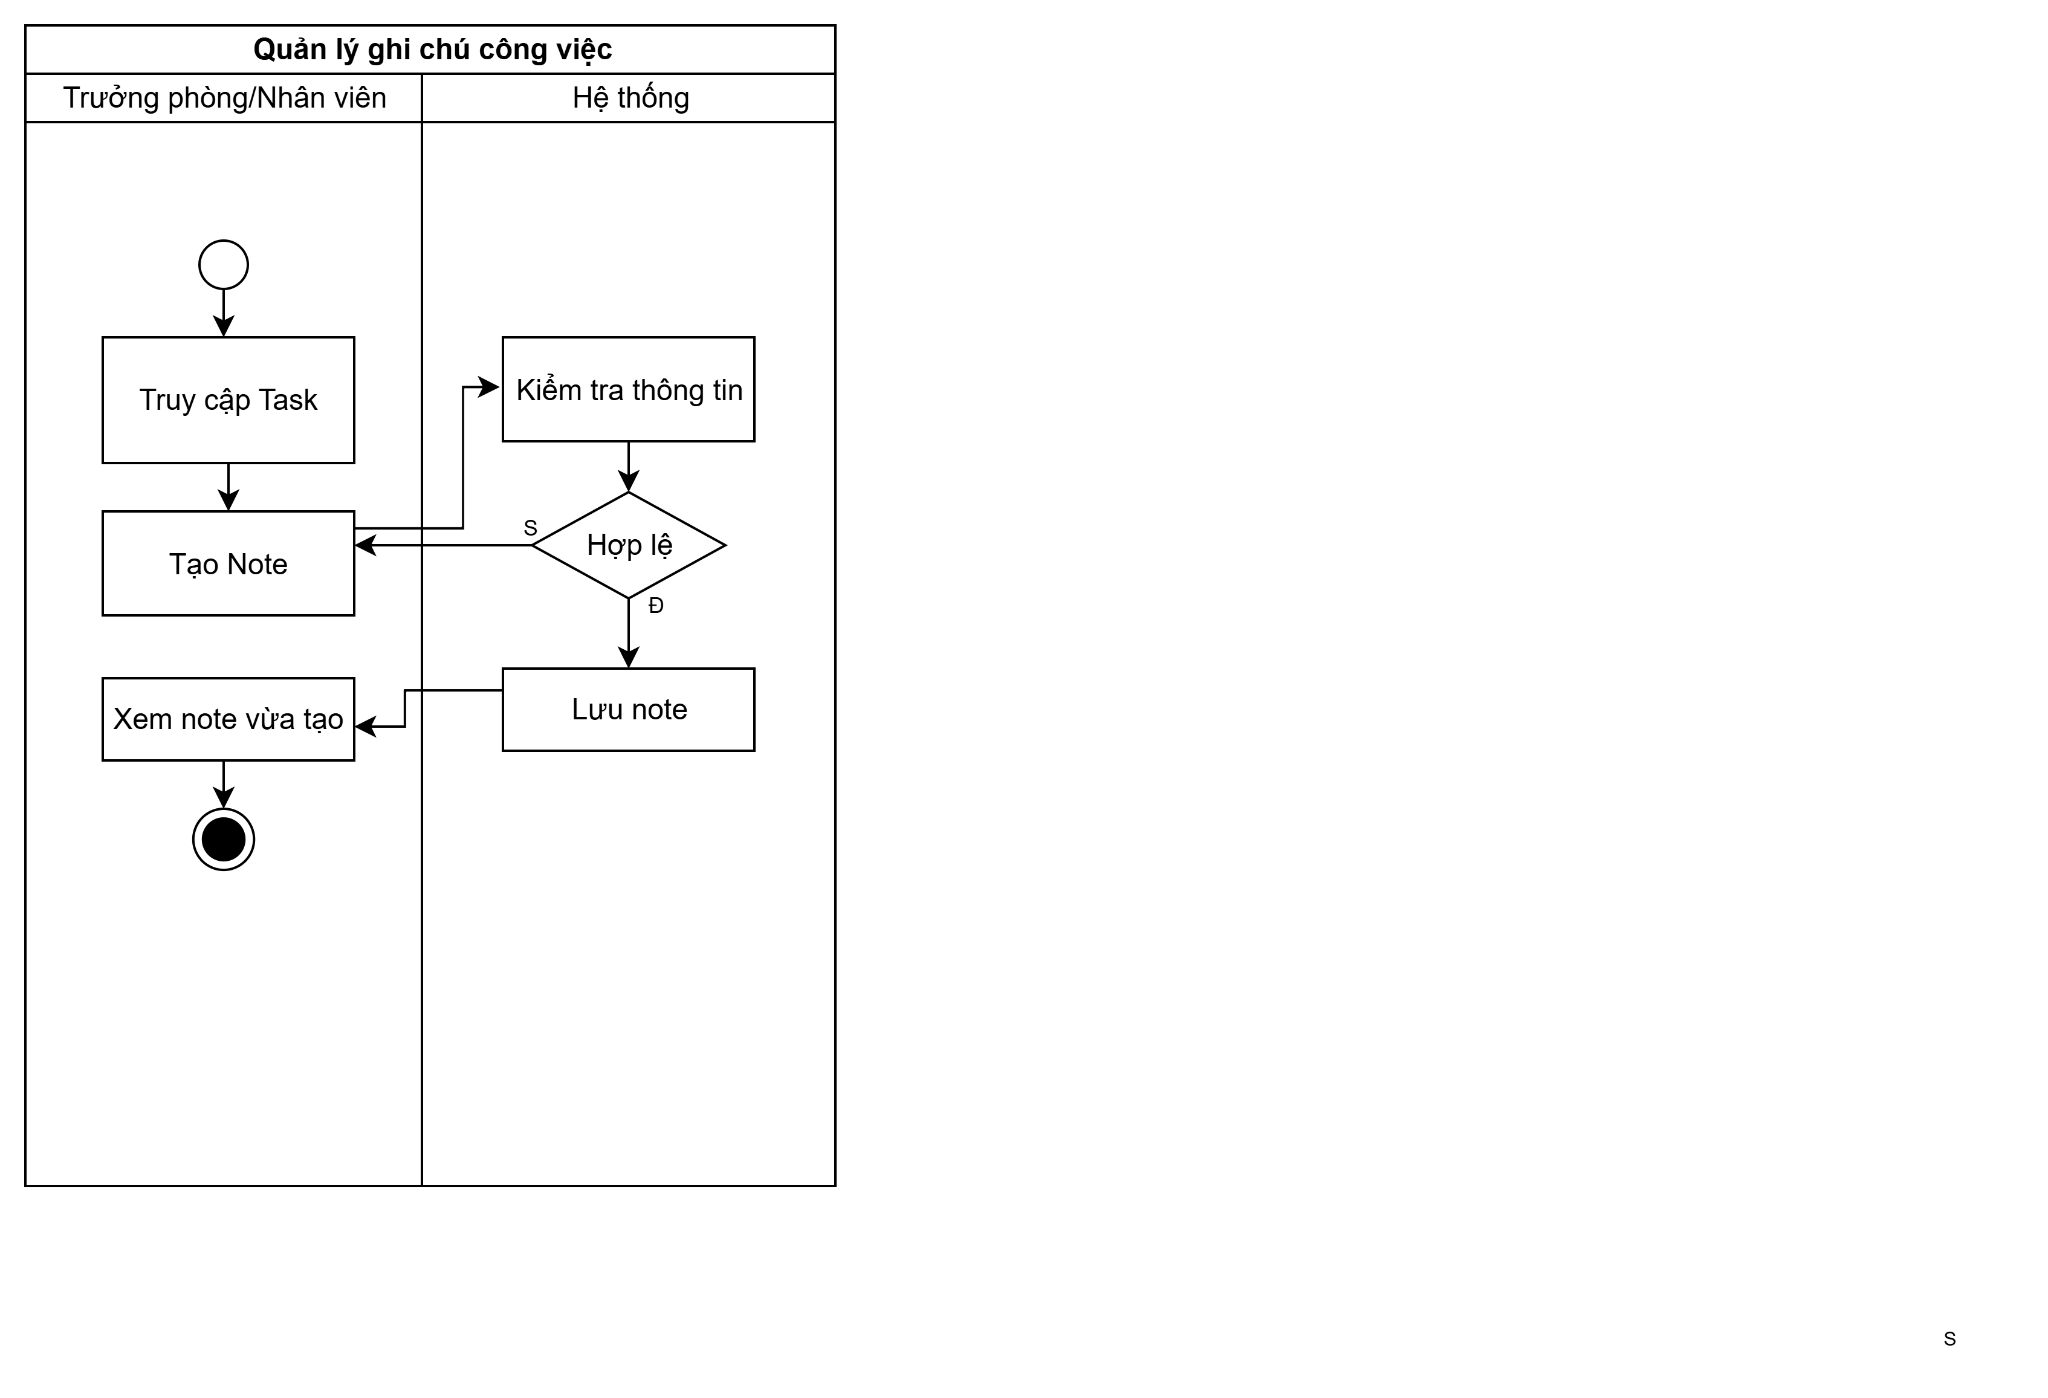 Quản lý ghi chú công việc
Trưởng phòng/Nhân viên
Hệ thống
Truy cập Task
Kiểm tra thông tin
Tạo Note
S
Hợp lệ
Đ
Xem note vừa tạo
Lưu note
S